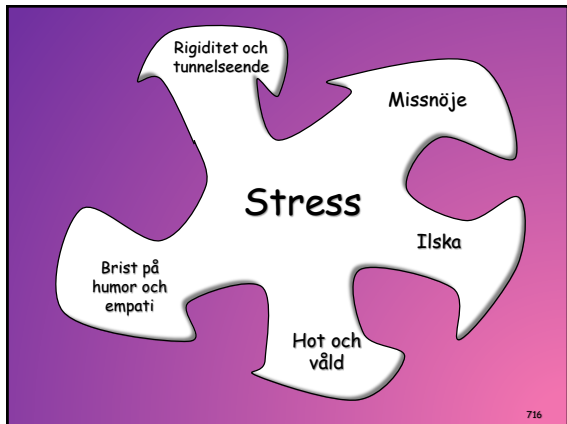 Rigiditet och
tunnelseende
Missnöje
Stress
Ilska
Brist på
humor och
empati
Hot och
våld
716